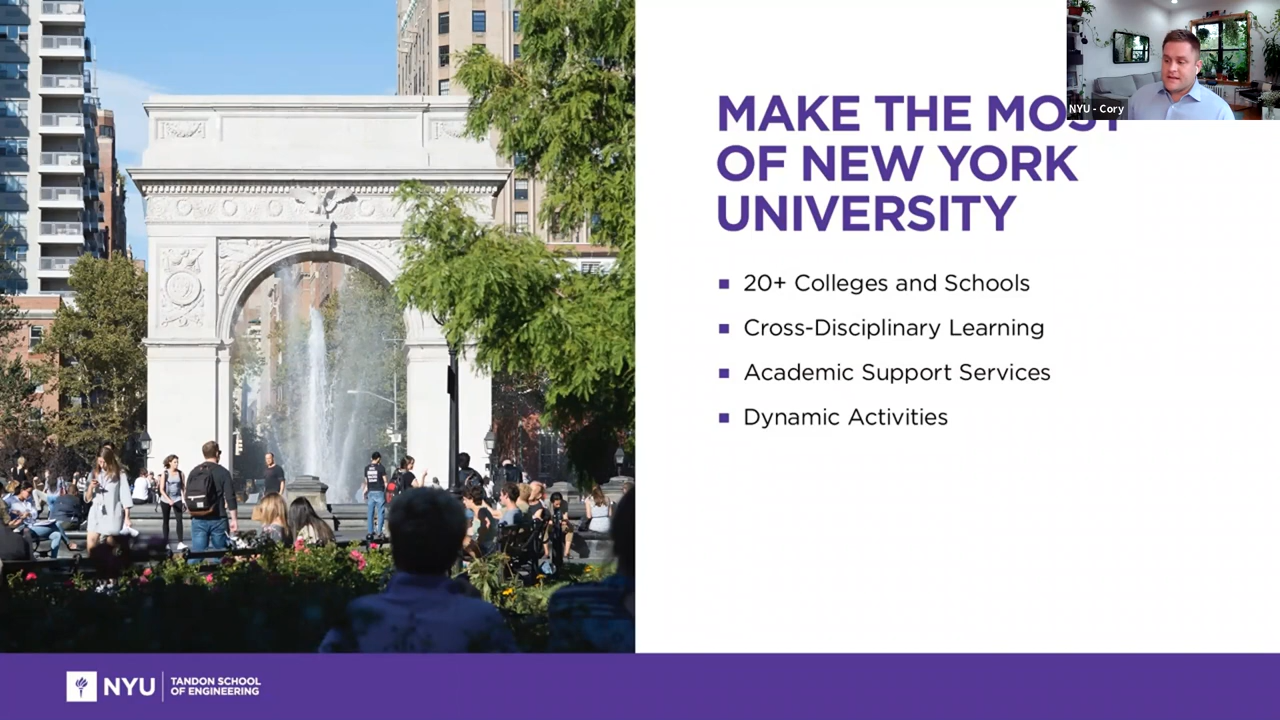 NYU - Cory
MAKE THE MOST
OF NEW YORK
UNIVERSITY
20+ Colleges and Schools
Cross-Disciplinary Learning
Academic Support Services
Dynamic Activities
NYU
TANDON SCHOOL
OF ENGINEERING